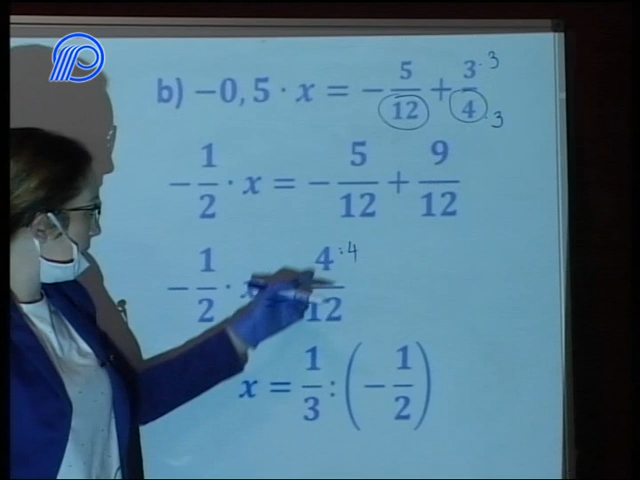 b) −0,5 · x = − 5/12 + 3/4 · 3 · 3
− 1/2 · x = − 5/12 + 9/12
− 1/2 · x 4/12 : 4
x = 1/3 : (− 1/2)